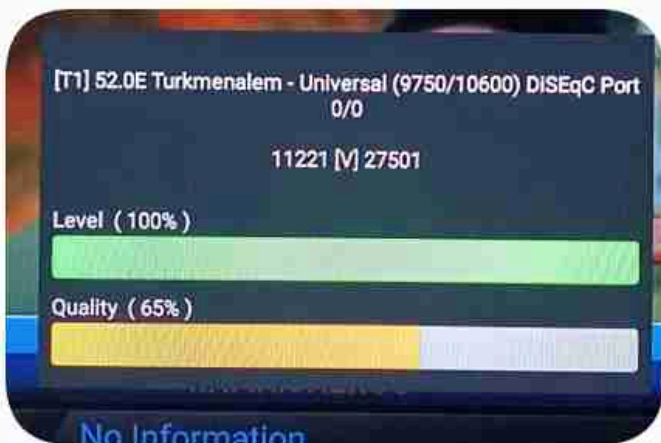 [T1] 52.0E Turkmenalem - Universal (9750/10600) DiSEqC Port
0/0
11221 [V] 27501
Level ( 100% )
Quality ( 65% )
No Information